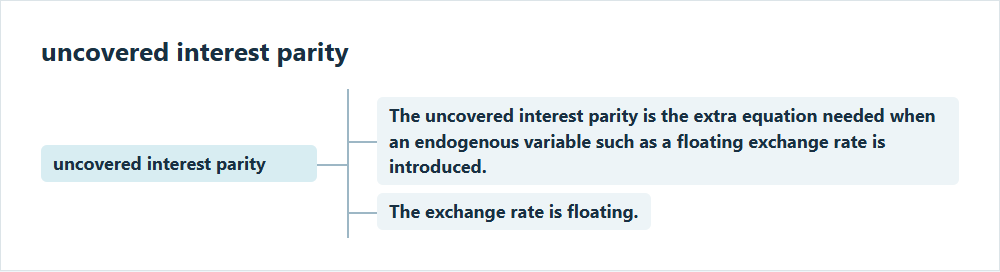 uncovered interest parity
uncovered interest parity
The uncovered interest parity is the extra equation needed when
an endogenous variable such as a floating exchange rate is
introduced.
The exchange rate is floating.